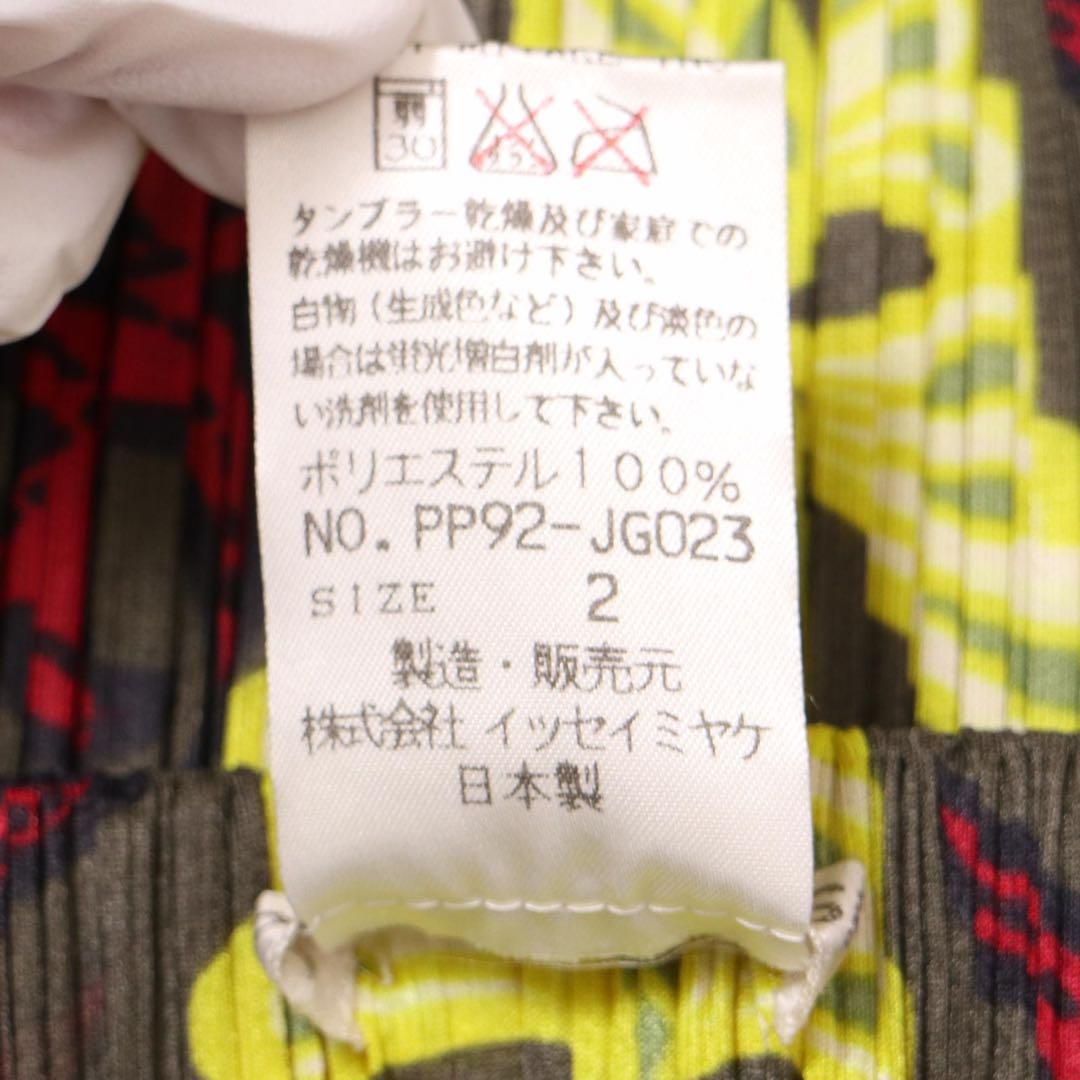 弱
30
タンブラー乾燥及び家庭での
乾燥機はお避け下さい。
白物（生成色など）及び淡色の
場合は蛍光増白剤が入っていな
い洗剤を使用して下さい。
ポリエステル100%
NO. PP92-JG023
SIZE 2
製造・販売元
株式会社 イッセイミヤケ
日本製